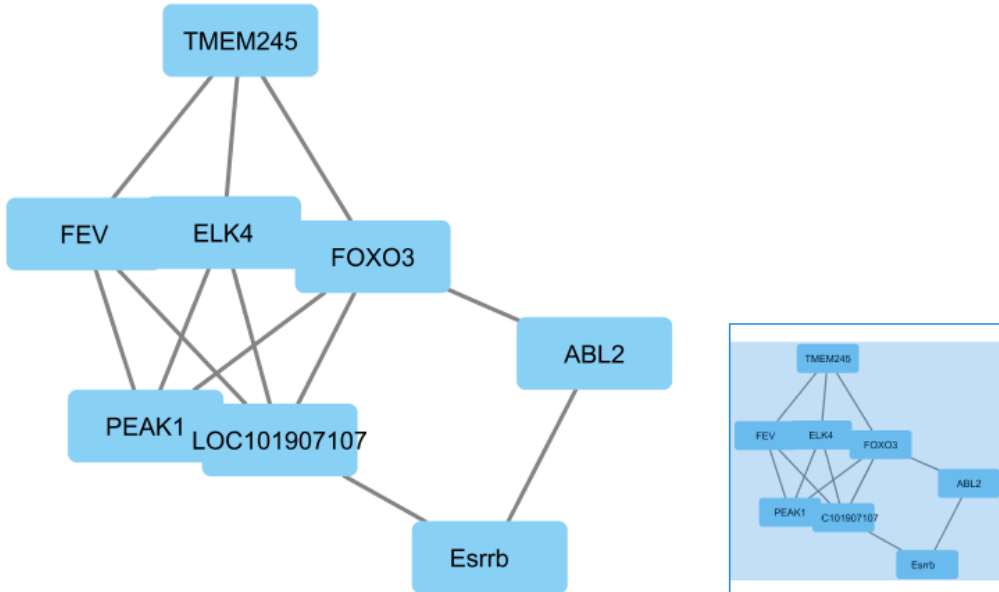 TMEM245
FEV
ELK4
FOXO3
ABL2
PEAK1
LOC101907107
Esrrb
TMEM245
FEV
ELK4
FOXO3
ABL2
PEAK1
C101907107
Esrrb